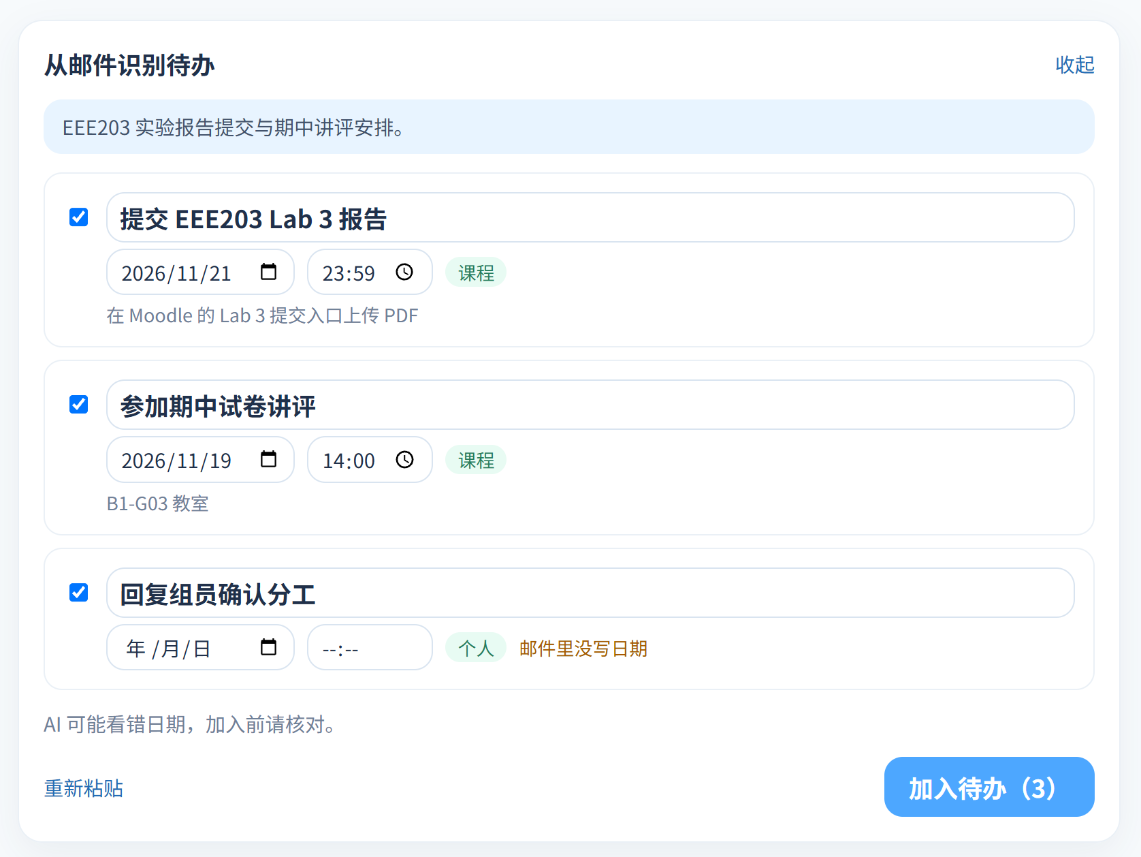 从邮件识别待办
收起
EEE203 实验报告提交与期中讲评安排。
提交 EEE203 Lab 3 报告
2026/11/21
23:59
课程
在 Moodle 的 Lab 3 提交入口上传 PDF
参加期中试卷讲评
2026/11/19
14:00
课程
B1-G03 教室
回复组员确认分工
年 /月/日
--:--
个人
邮件里没写日期
AI 可能看错日期，加入前请核对。
重新粘贴
加入待办（3）